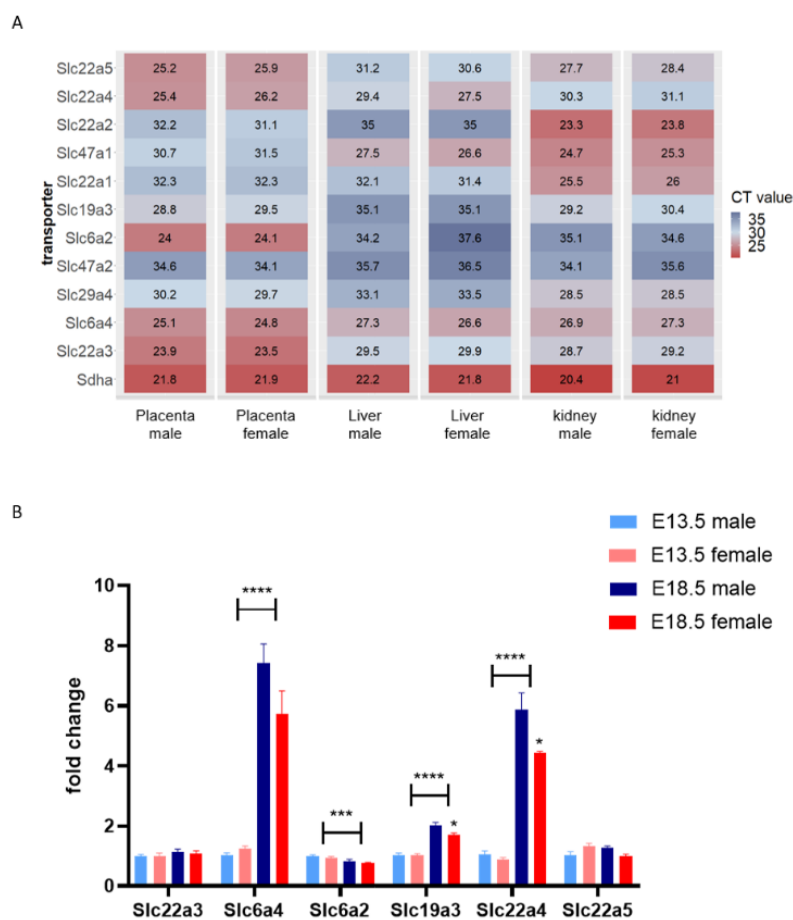 A
Slc22a5 25.2 25.9 31.2 30.6 27.7 28.4
Slc22a4 25.4 26.2 29.4 27.5 30.3 31.1
Slc22a2 32.2 31.1 35 35 23.3 23.8
Slc47a1 30.7 31.5 27.5 26.6 24.7 25.3
Slc22a1 32.3 32.3 32.1 31.4 25.5 26
Slc19a3 28.8 29.5 35.1 35.1 29.2 30.4
Slc6a2 24 24.1 34.2 37.6 35.1 34.6
Slc47a2 34.6 34.1 35.7 36.5 34.1 35.6
Slc29a4 30.2 29.7 33.1 33.5 28.5 28.5
Slc6a4 25.1 24.8 27.3 26.6 26.9 27.3
Slc22a3 23.9 23.5 29.5 29.9 28.7 29.2
Sdha 21.8 21.9 22.2 21.8 20.4 21
transporter
CT value
35
30
25
Placenta Placenta Liver Liver kidney kidney
male female male female male female
B
E13.5 male
E13.5 female
E18.5 male
E18.5 female
fold change
10
8
6
4
2
0
****
***
****
*
****
*
Slc22a3 Slc6a4 Slc6a2 Slc19a3 Slc22a4 Slc22a5